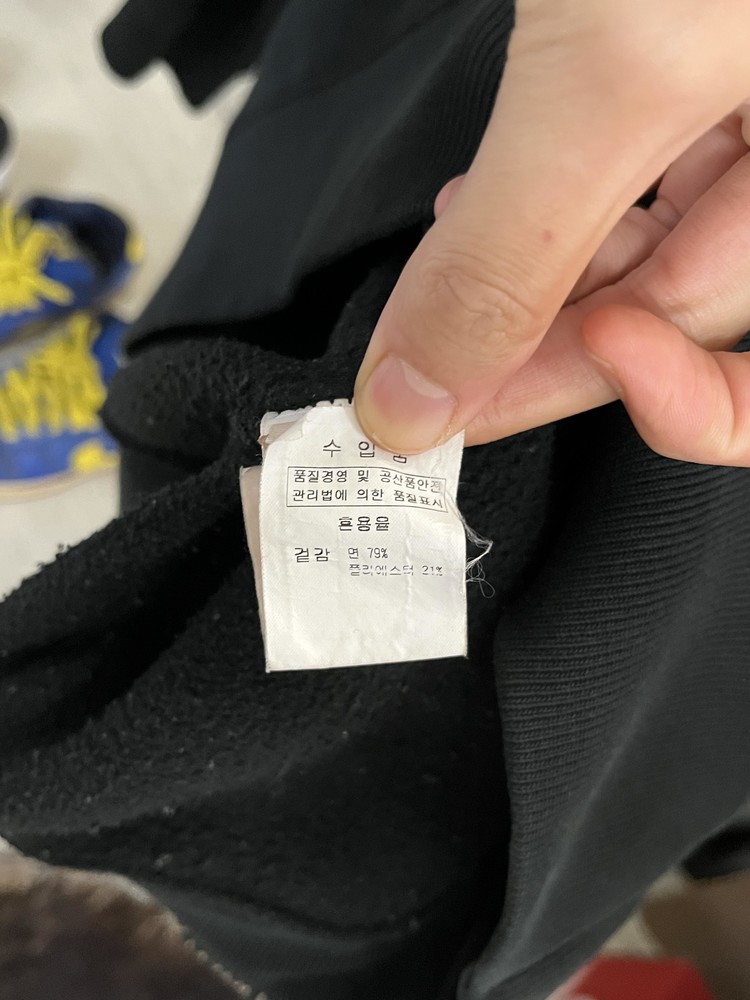 수입품
품질경영 및 공산품안전
관리법에 의한 품질표시
혼용율
겉감 면 79%
폴리에스터 21%